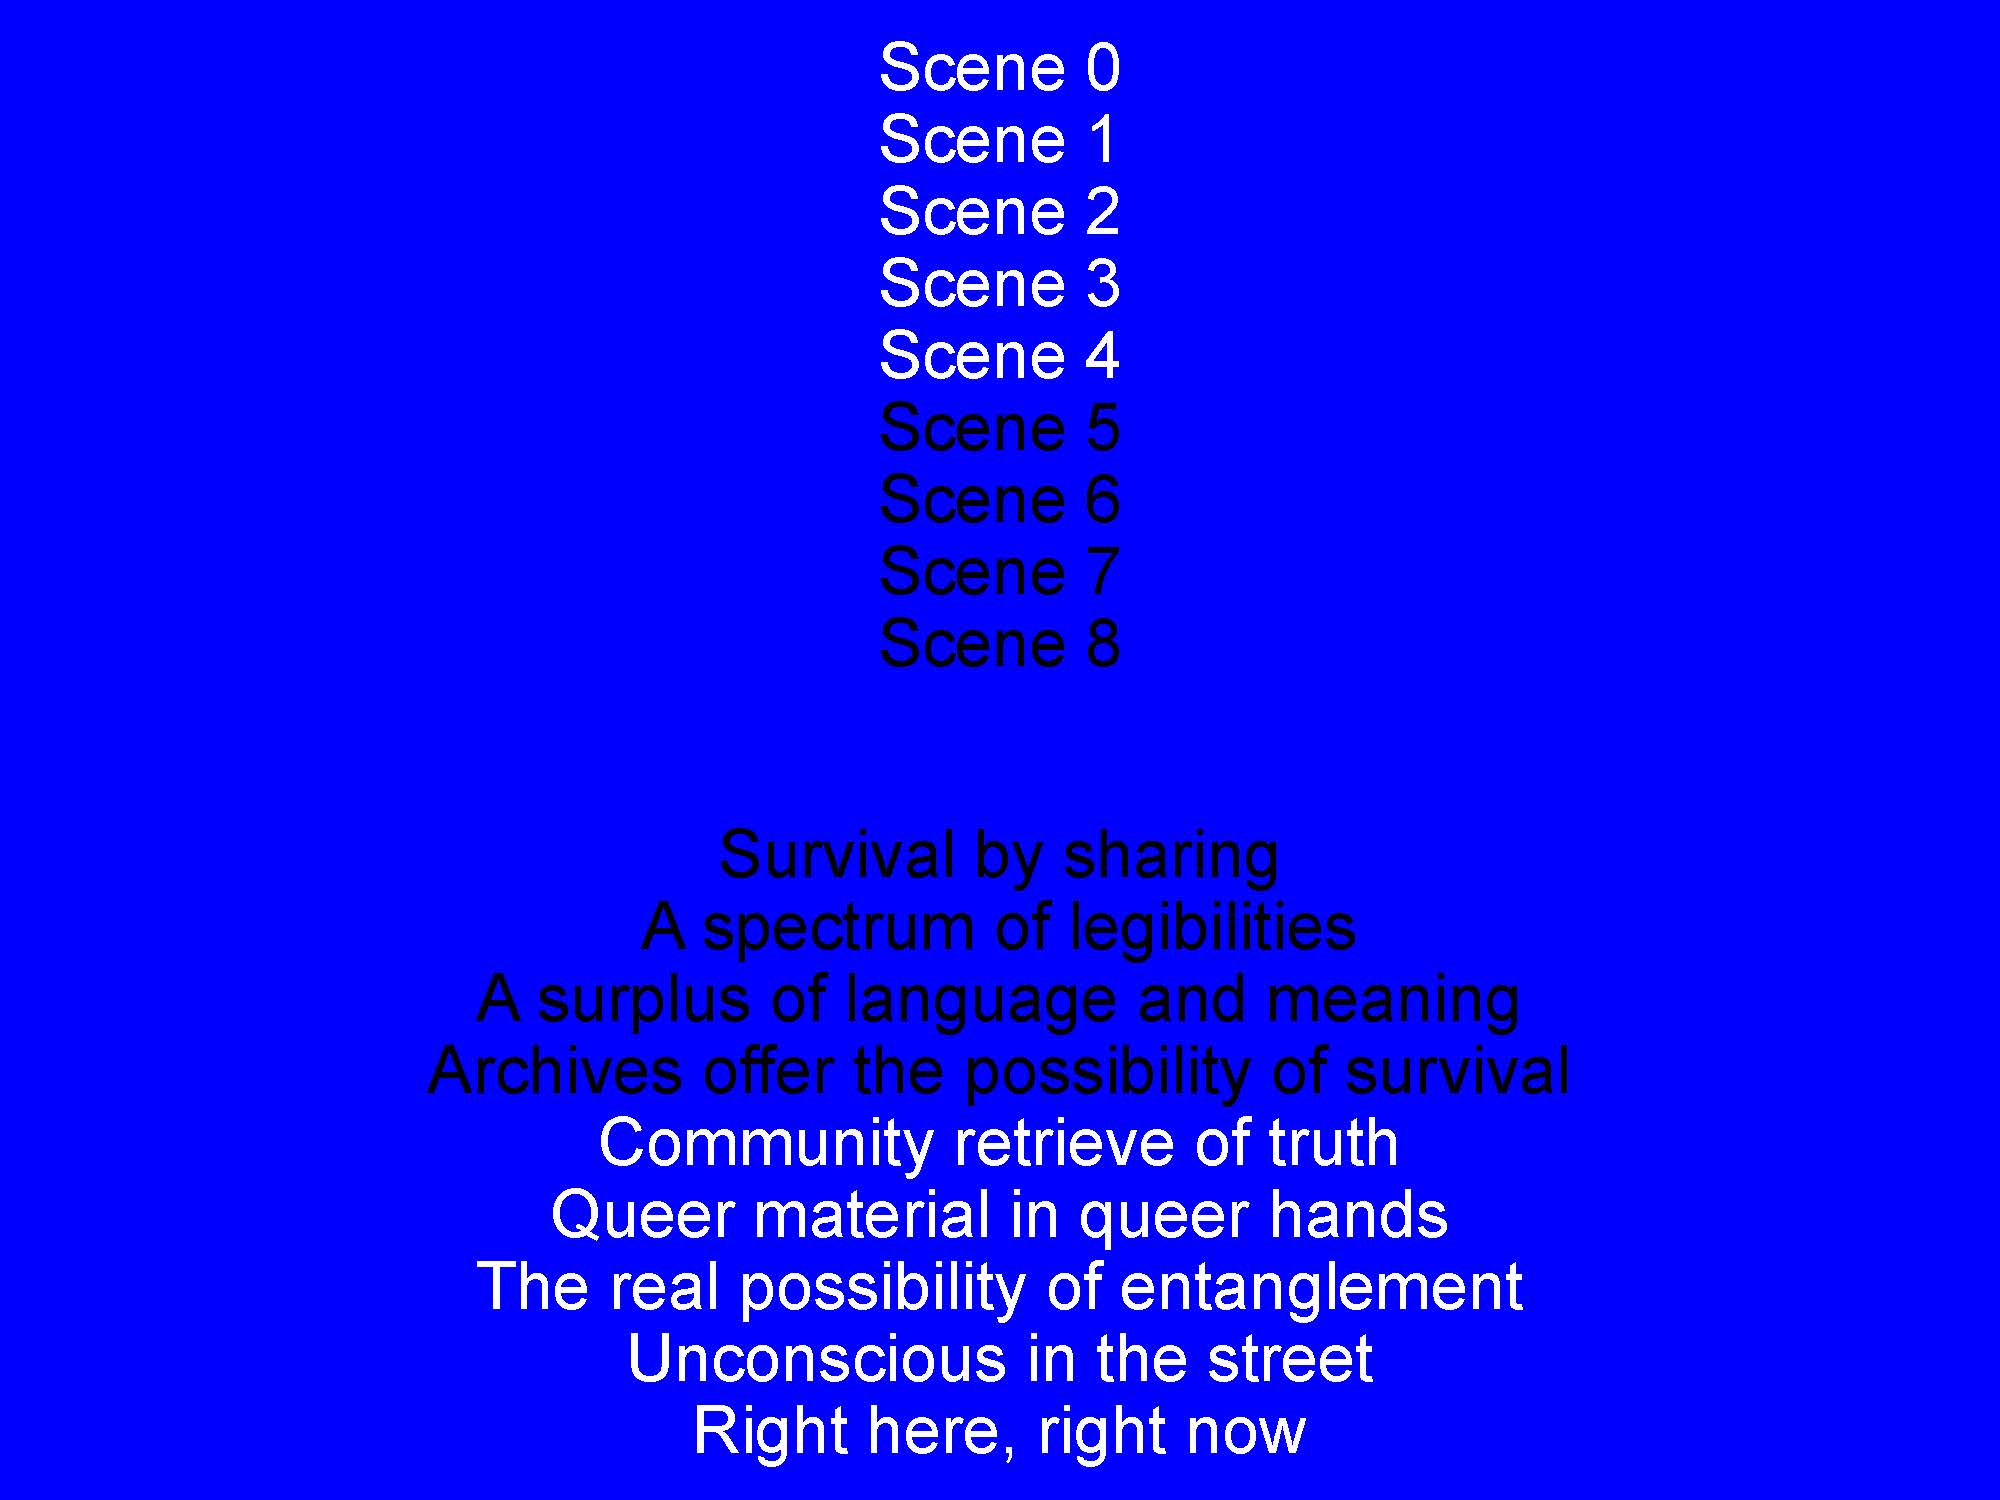 Scene 0
Scene 1
Scene 2
Scene 3
Scene 4
Scene 5
Scene 6
Scene 7
Scene 8
Survival by sharing
A spectrum of legibilities
A surplus of language and meaning
Archives offer the possibility of survival
Community retrieve of truth
Queer material in queer hands
The real possibility of entanglement
Unconscious in the street
Right here, right now